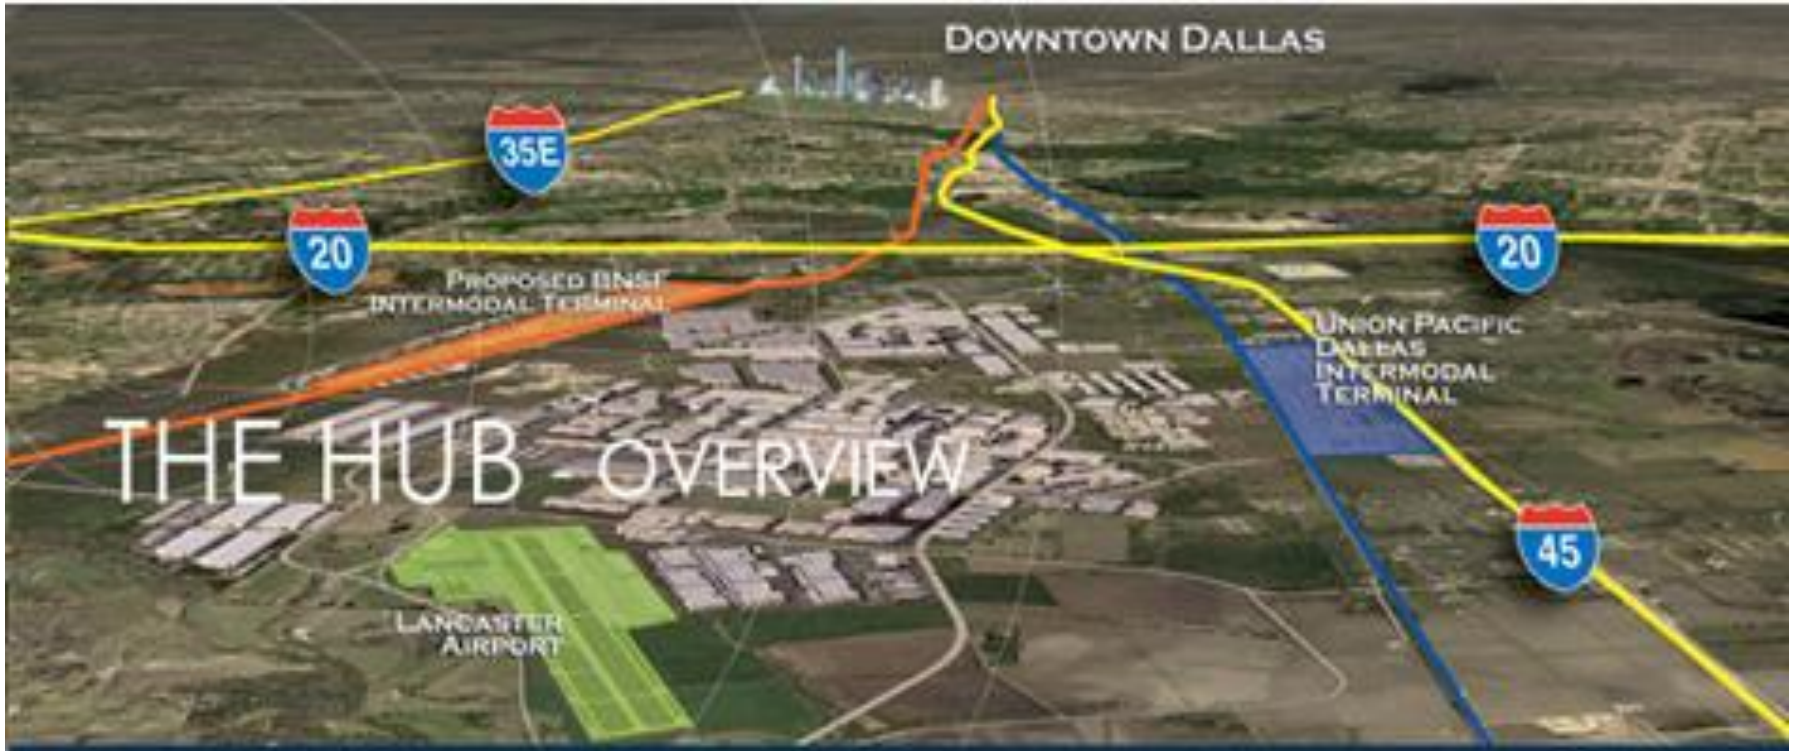 DOWNTOWN DALLAS
35E
20
20
PROPOSED BNSF
INTERMODAL TERMINAL
UNION PACIFIC
DALLAS
INTERMODAL
TERMINAL
THE HUB OVERVIEW
45
LANCASTER
AIRPORT